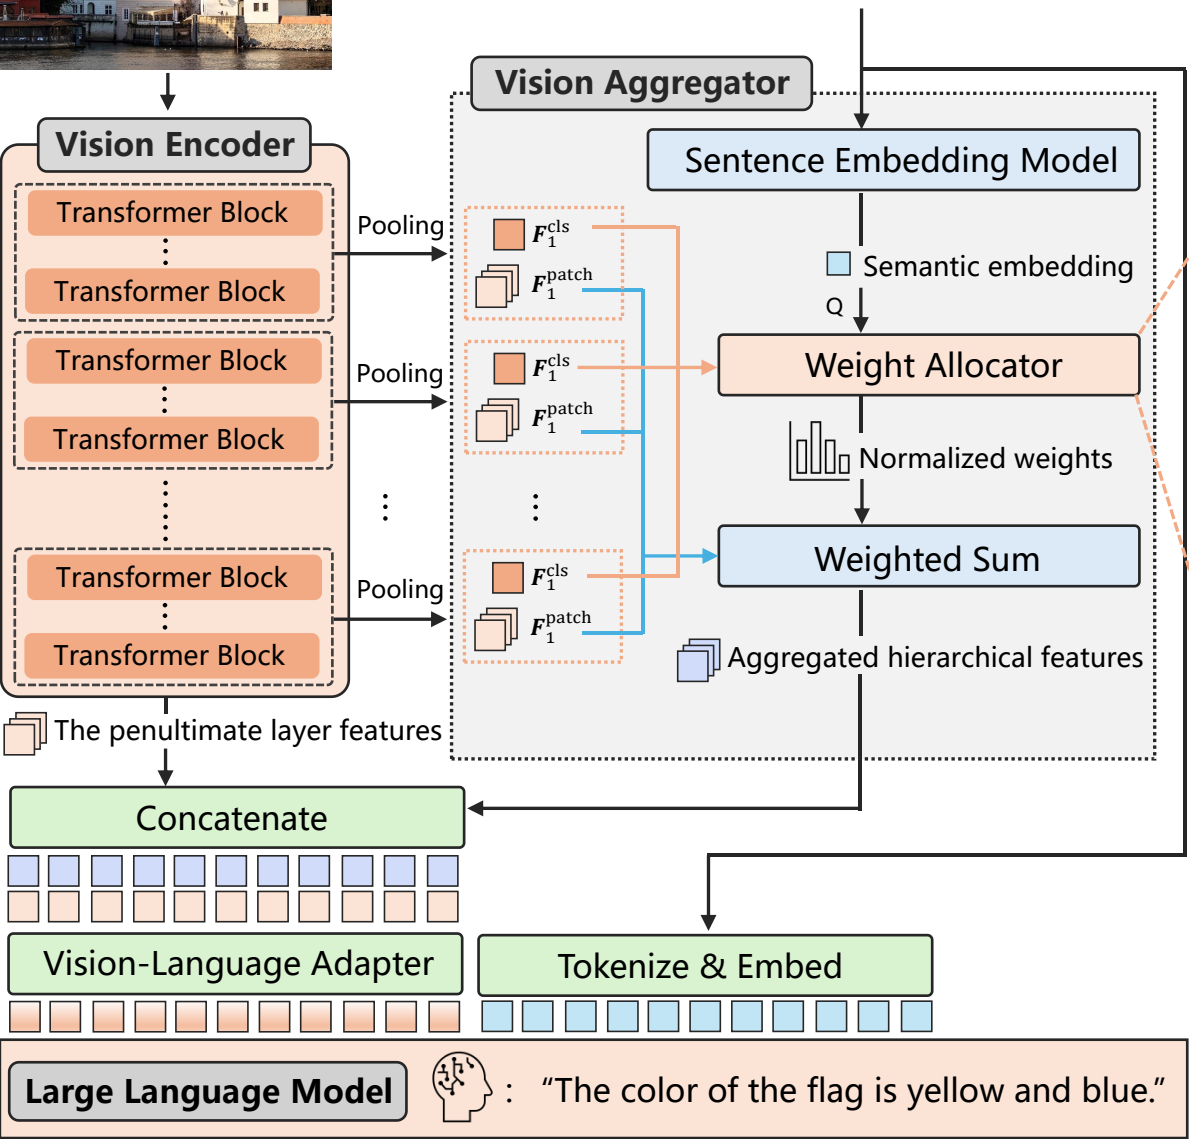 Vision Aggregator
Vision Encoder
Sentence Embedding Model
Transformer Block
Transformer Block
Pooling
F₁ᶜˡˢ
F₁ᵖᵃᵗᶜʰ
Semantic embedding
Q
Transformer Block
Transformer Block
Pooling
F₁ᶜˡˢ
F₁ᵖᵃᵗᶜʰ
Weight Allocator
Normalized weights
Transformer Block
Transformer Block
Pooling
F₁ᶜˡˢ
F₁ᵖᵃᵗᶜʰ
Weighted Sum
Aggregated hierarchical features
The penultimate layer features
Concatenate
Vision-Language Adapter
Tokenize & Embed
Large Language Model
: “The color of the flag is yellow and blue.”